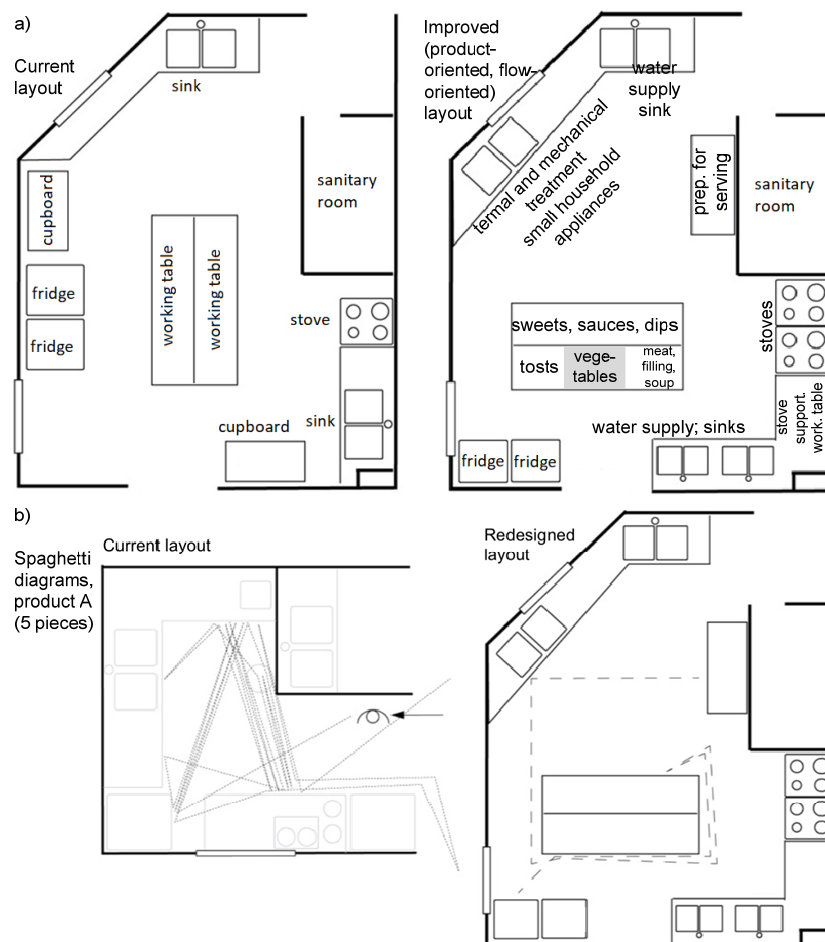 a)
Current
layout
sink
cupboard
fridge
fridge
working table
working table
sanitary
room
stove
sink
cupboard
Improved
(product-
oriented, flow-
oriented)
layout
water
supply
sink
termal and mechanical
treatment
small household
appliances
prep. for
serving
sanitary
room
stoves
sweets, sauces, dips
tosts
vege-
tables
meat,
filling,
soup
stove
support.
work. table
water supply; sinks
fridge
fridge
b)
Spaghetti
diagrams,
product A
(5 pieces)
Current layout
Redesigned
layout